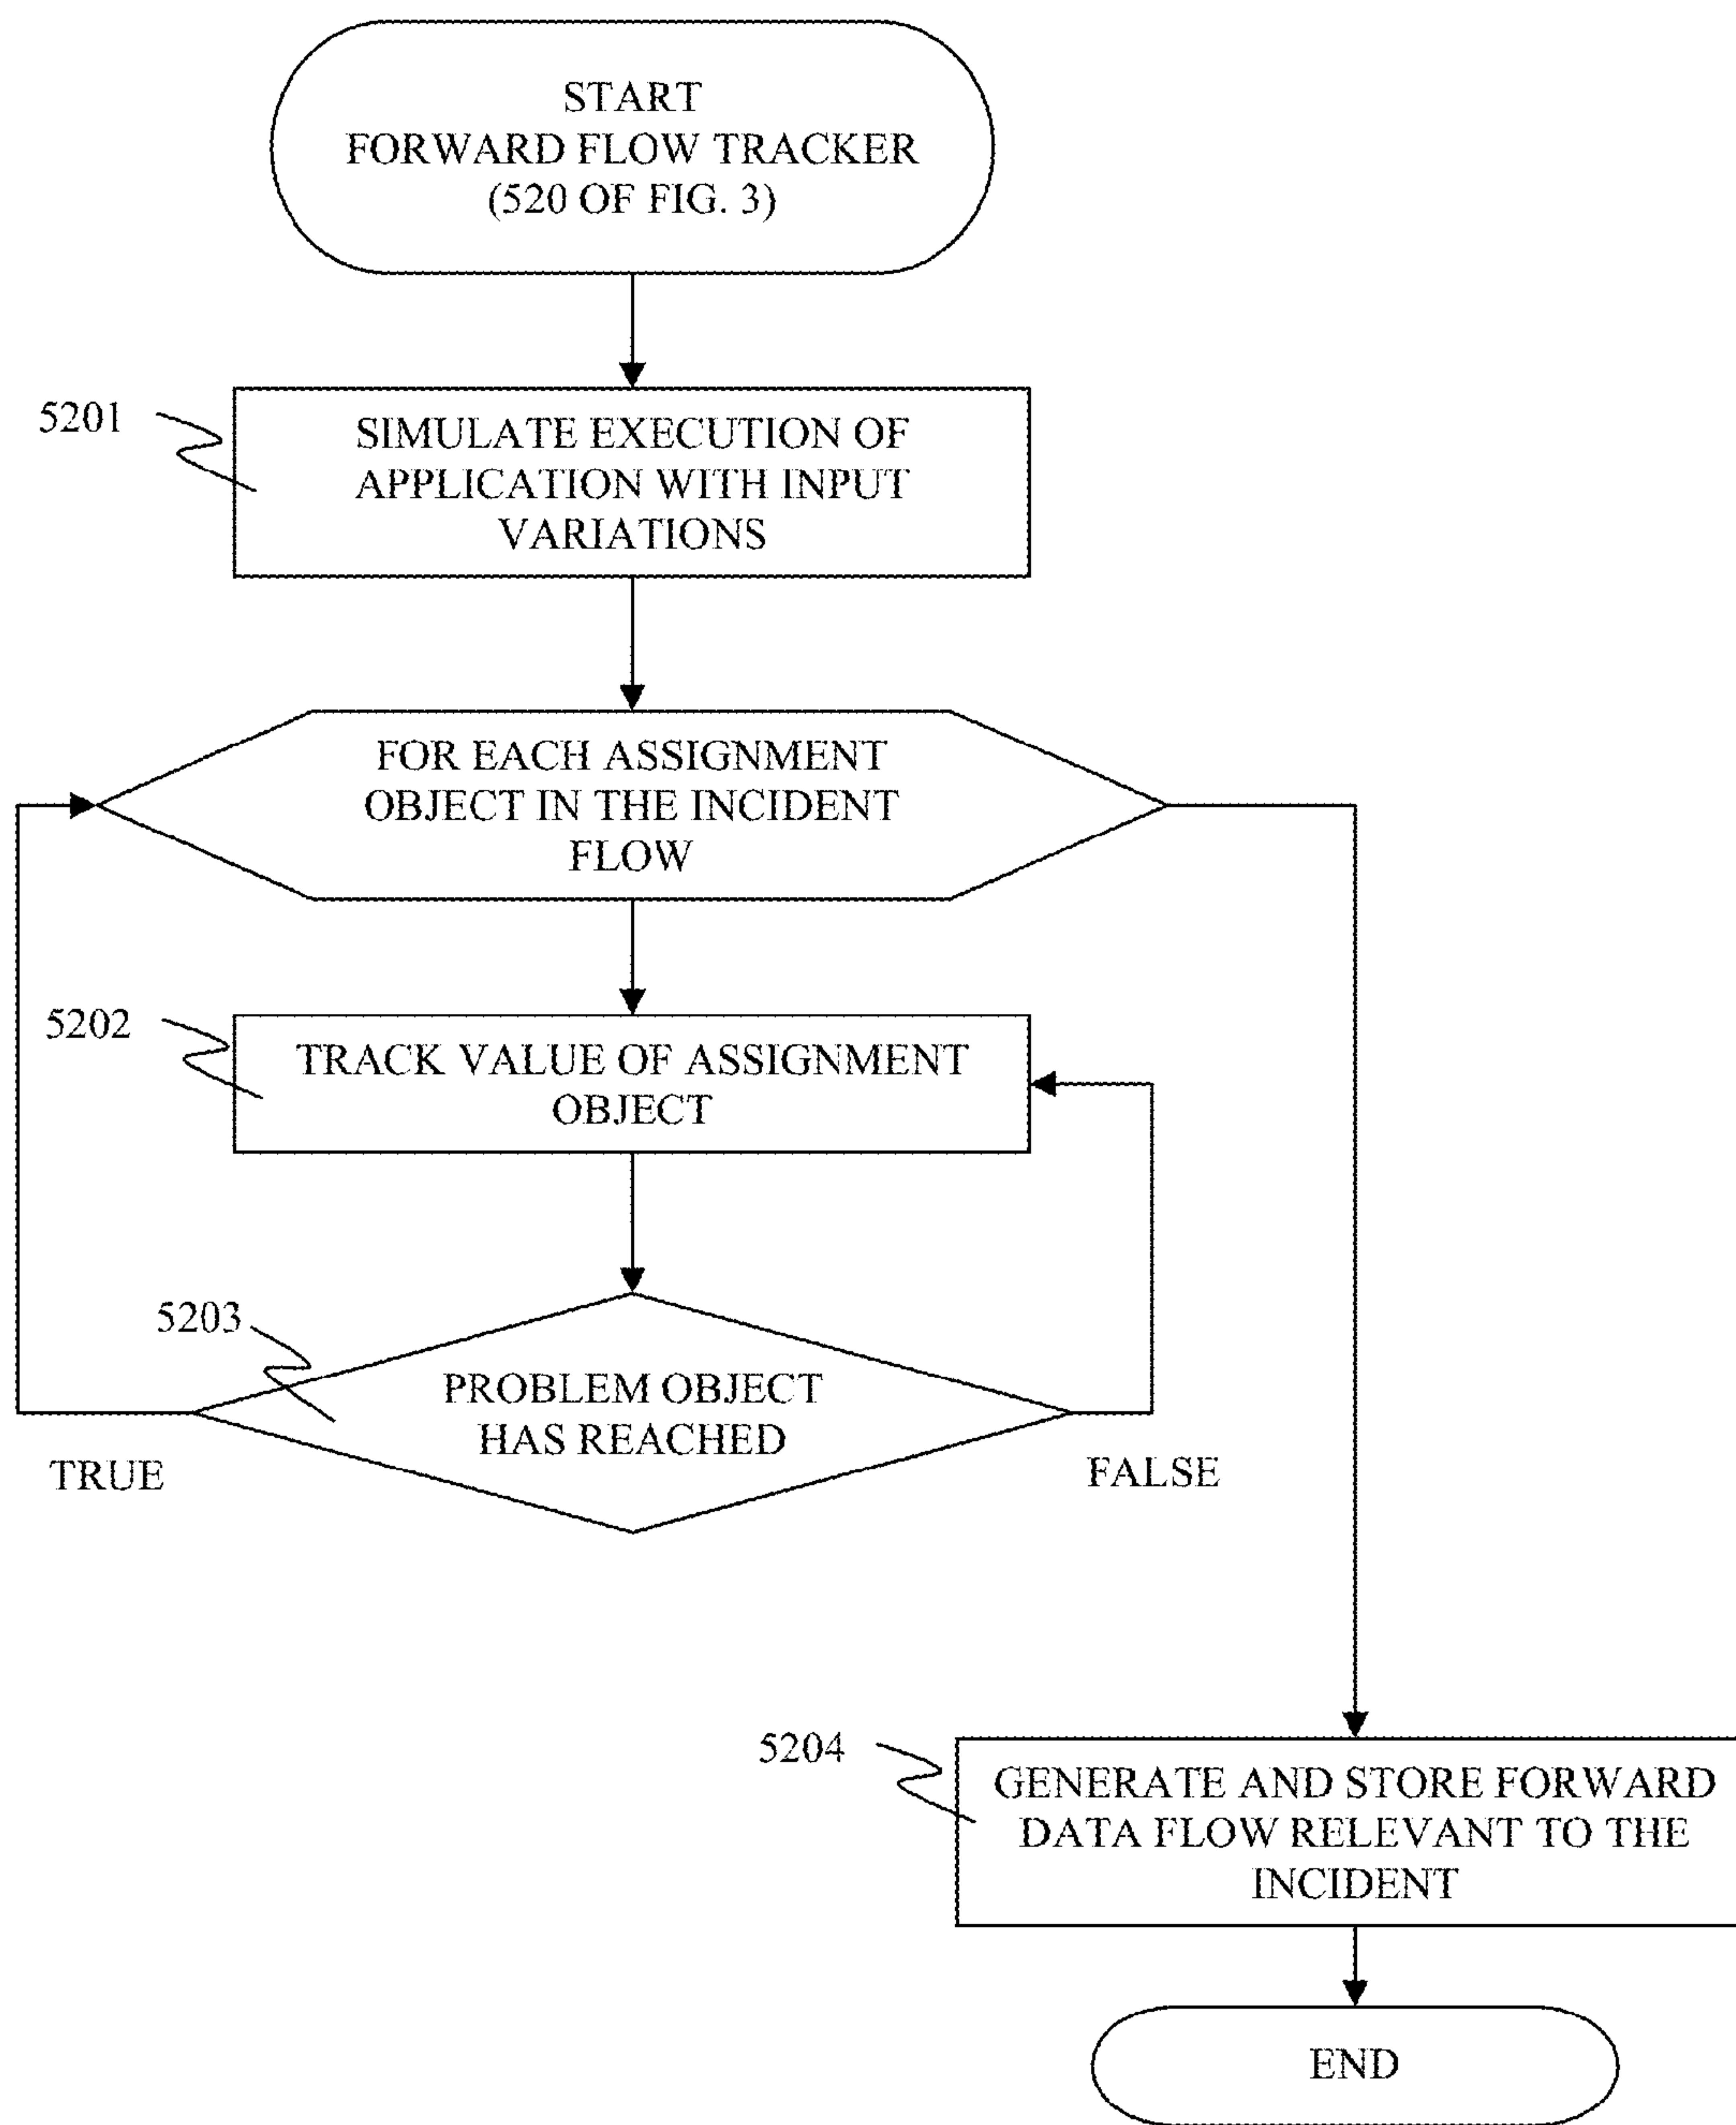 START
FORWARD FLOW TRACKER
(520 OF FIG. 3)
5201
SIMULATE EXECUTION OF
APPLICATION WITH INPUT
VARIATIONS
FOR EACH ASSIGNMENT
OBJECT IN THE INCIDENT
FLOW
5202
TRACK VALUE OF ASSIGNMENT
OBJECT
5203
PROBLEM OBJECT
HAS REACHED
TRUE
FALSE
5204
GENERATE AND STORE FORWARD
DATA FLOW RELEVANT TO THE
INCIDENT
END